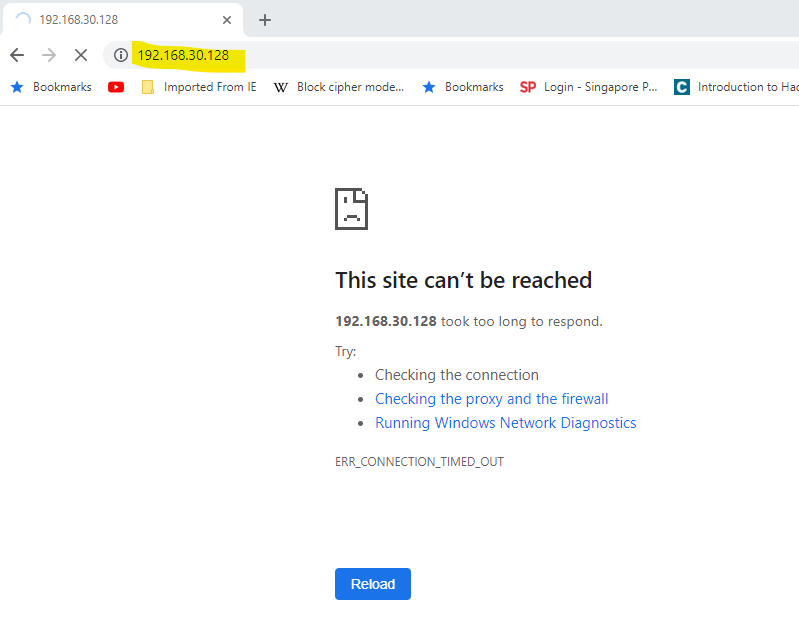 192.168.30.128
192.168.30.128
Bookmarks Imported From IE W Block cipher mode... Bookmarks SP Login - Singapore P... C Introduction to Hac
This site can't be reached
192.168.30.128 took too long to respond.
Try:
Checking the connection
Checking the proxy and the firewall
Running Windows Network Diagnostics
ERR_CONNECTION_TIMED_OUT
Reload